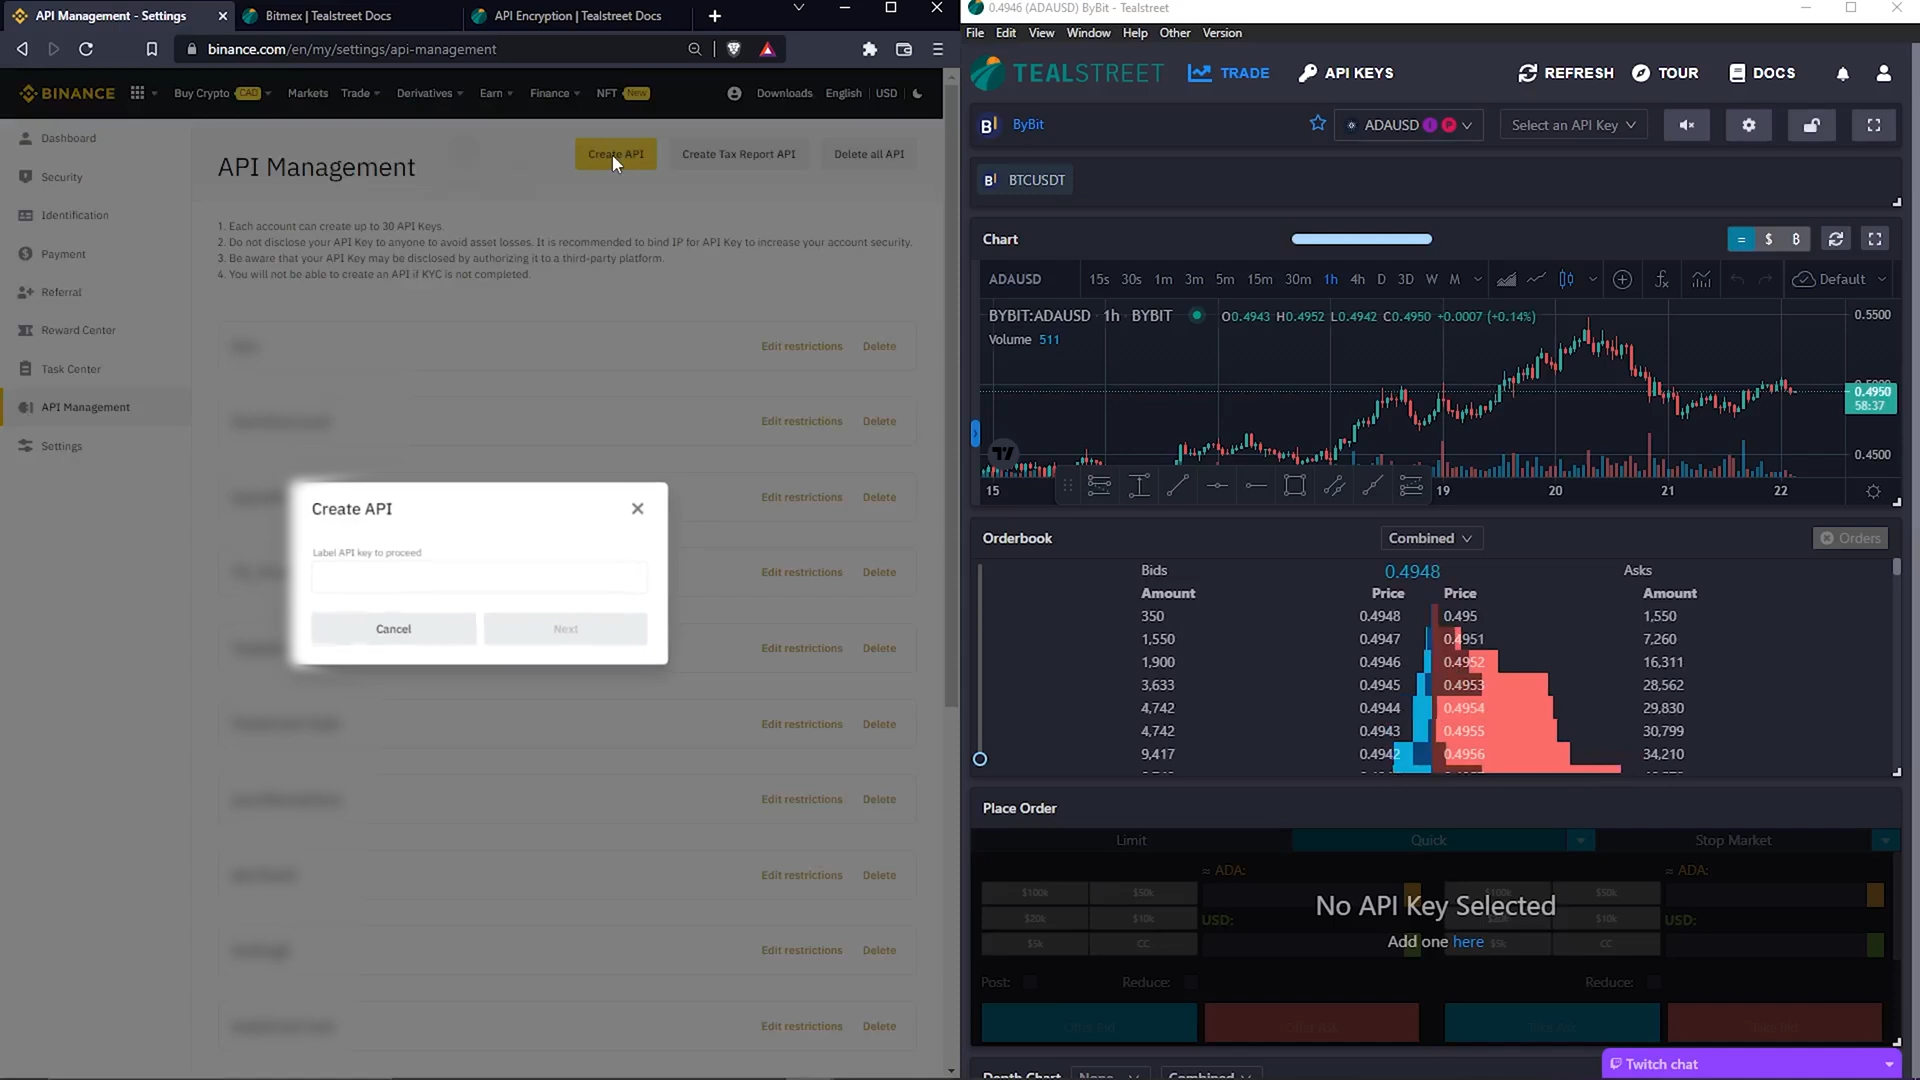 API Management - Settings
Bitmex | Tealstreet Docs
API Encryption | Tealstreet Docs
binance.com/en/my/settings/api-management
BINANCE
Buy Crypto CAD
Markets
Trade
Derivatives
Earn
Finance
NFT New
Downloads
English
USD
Dashboard
Security
Identification
Payment
Referral
Reward Center
Task Center
API Management
Settings
API Management
Create API
Create Tax Report API
Delete all API
1. Each account can create up to 30 API Keys.
2. Do not disclose your API Key to anyone to avoid asset losses. It is recommended to bind IP for API Key to increase your account security.
3. Be aware that your API Key may be disclosed by authorizing it to a third-party platform.
4. You will not be able to create an API if KYC is not completed.
Edit restrictions Delete
Edit restrictions Delete
Edit restrictions Delete
Edit restrictions Delete
Edit restrictions Delete
Edit restrictions Delete
Edit restrictions Delete
Edit restrictions Delete
Edit restrictions Delete
Edit restrictions Delete
Create API
Label API key to proceed
Cancel
Next
0.4946 (ADAUSD) ByBit - Tealstreet
File Edit View Window Help Other Version
TEALSTREET
TRADE
API KEYS
REFRESH
TOUR
DOCS
ByBit
ADAUSD I P
Select an API Key
BTCUSDT
Chart
= $ ₿
ADAUSD 15s 30s 1m 3m 5m 15m 30m 1h 4h D 3D W M
Default
BYBIT:ADAUSD 1h BYBIT O0.4943 H0.4952 L0.4942 C0.4950 +0.0007 (+0.14%)
Volume 511
0.5500
0.4950
58:37
0.4500
15 19 20 21 22
Orderbook
Combined
Orders
Bids 0.4948 Asks
Amount Price Price Amount
350 0.4948 0.495 1,550
1,550 0.4947 0.4951 7,260
1,900 0.4946 0.4952 16,311
3,633 0.4945 0.4953 28,562
4,742 0.4944 0.4954 29,830
4,742 0.4943 0.4955 30,799
9,417 0.4942 0.4956 34,210
Place Order
Limit
Quick
Stop Market
≈ ADA:
≈ ADA:
$100k $50k
$100k $50k
No API Key Selected
$20k $10k USD:
$10k USD:
Add one here
$5k CC
$5k CC
Post:
Reduce:
Reduce:
Twitch chat
Depth Chart
None
Combined